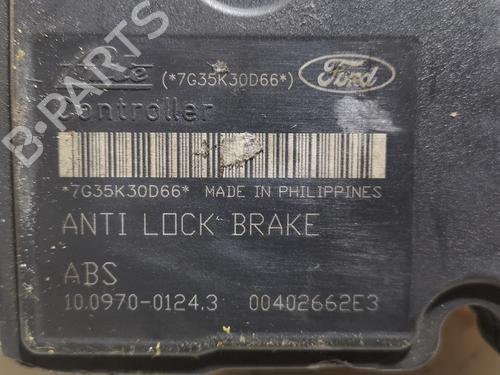 (*7G35K30D66*)
Ford
Controller
*7G35K30D66* MADE IN PHILIPPINES
ANTI LOCK BRAKE
ABS
10.0970-0124.3 00402662E3
B-PARTS